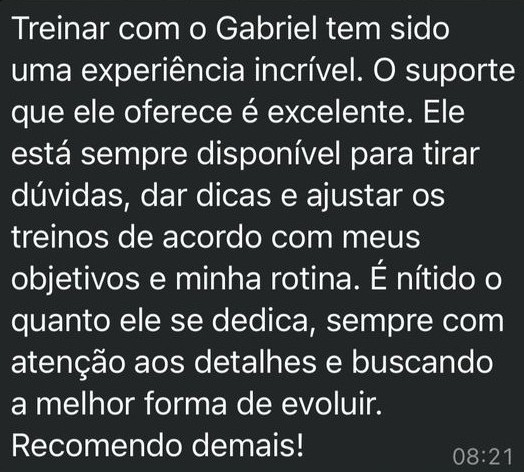 Treinar com o Gabriel tem sido
uma experiência incrível. O suporte
que ele oferece é excelente. Ele
está sempre disponível para tirar
dúvidas, dar dicas e ajustar os
treinos de acordo com meus
objetivos e minha rotina. É nítido o
quanto ele se dedica, sempre com
atenção aos detalhes e buscando
a melhor forma de evoluir.
Recomendo demais!
08:21